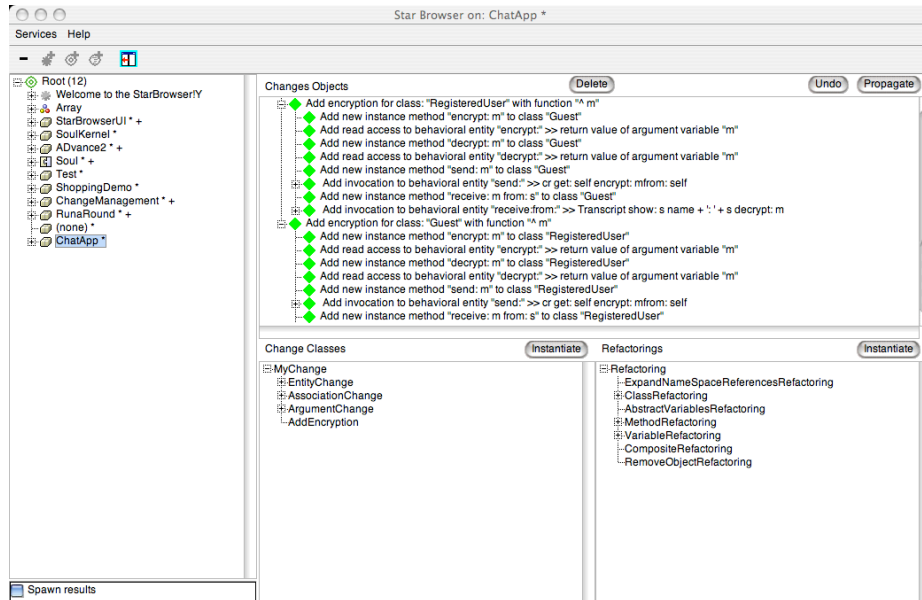 Star Browser on: ChatApp *
Services Help
Root (12)
Welcome to the StarBrowser!Y
Array
StarBrowserUI * +
SoulKernel *
ADvance2 * +
Soul * +
Test *
ShoppingDemo *
ChangeManagement * +
RunaRound * +
(none) *
ChatApp *
Spawn results
Changes Objects
Delete
Undo
Propagate
Add encryption for class: "RegisteredUser" with function "^ m"
Add new instance method "encrypt: m" to class "Guest"
Add read access to behavioral entity "encrypt:" >> return value of argument variable "m"
Add new instance method "decrypt: m" to class "Guest"
Add read access to behavioral entity "decrypt:" >> return value of argument variable "m"
Add new instance method "send: m" to class "Guest"
Add invocation to behavioral entity "send:" >> cr get: self encrypt: mfrom: self
Add new instance method "receive: m from: s" to class "Guest"
Add invocation to behavioral entity "receive:from:" >> Transcript show: s name + ': ' + s decrypt: m
Add encryption for class: "Guest" with function "^ m"
Add new instance method "encrypt: m" to class "RegisteredUser"
Add read access to behavioral entity "encrypt:" >> return value of argument variable "m"
Add new instance method "decrypt: m" to class "RegisteredUser"
Add read access to behavioral entity "decrypt:" >> return value of argument variable "m"
Add new instance method "send: m" to class "RegisteredUser"
Add invocation to behavioral entity "send:" >> cr get: self encrypt: mfrom: self
Add new instance method "receive: m from: s" to class "RegisteredUser"
Change Classes
Instantiate
MyChange
EntityChange
AssociationChange
ArgumentChange
AddEncryption
Refactorings
Instantiate
Refactoring
ExpandNameSpaceReferencesRefactoring
ClassRefactoring
AbstractVariablesRefactoring
MethodRefactoring
VariableRefactoring
CompositeRefactoring
RemoveObjectRefactoring